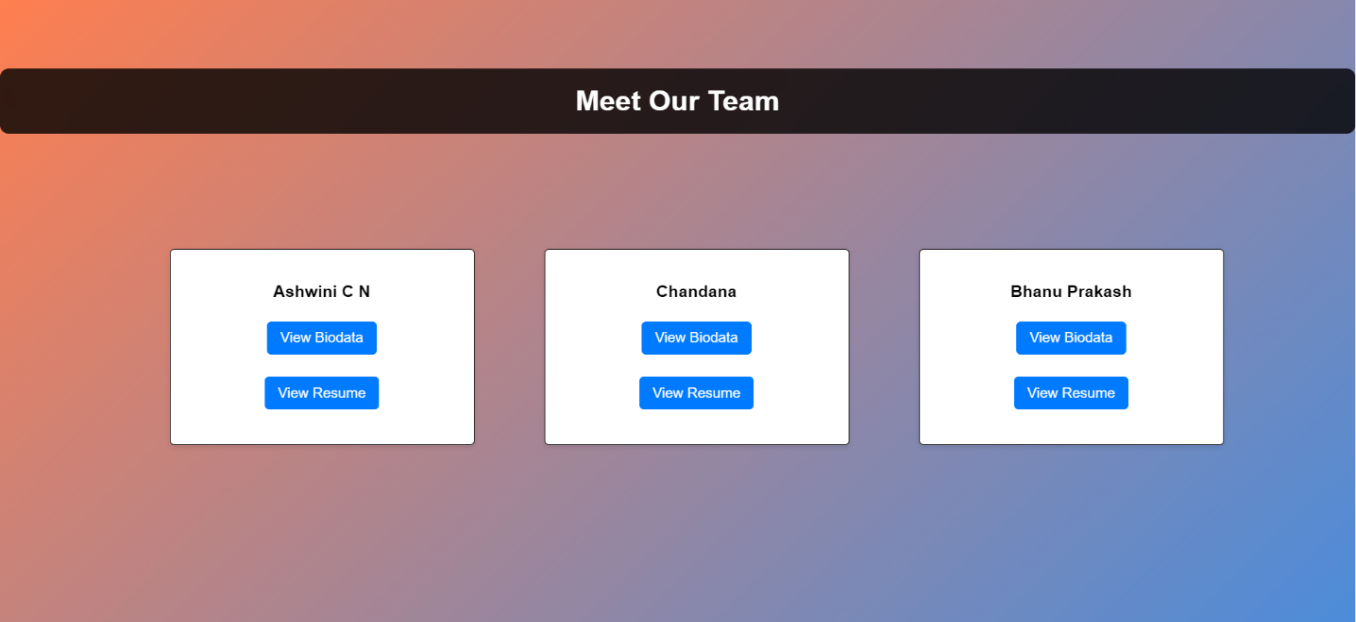 Meet Our Team
Ashwini C N
View Biodata
View Resume
Chandana
View Biodata
View Resume
Bhanu Prakash
View Biodata
View Resume